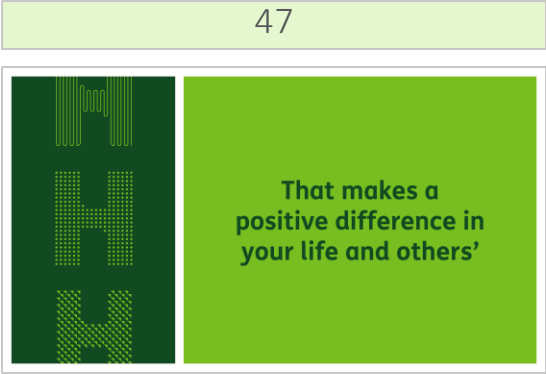 47
H
H
H
That makes a
positive difference in
your life and others’